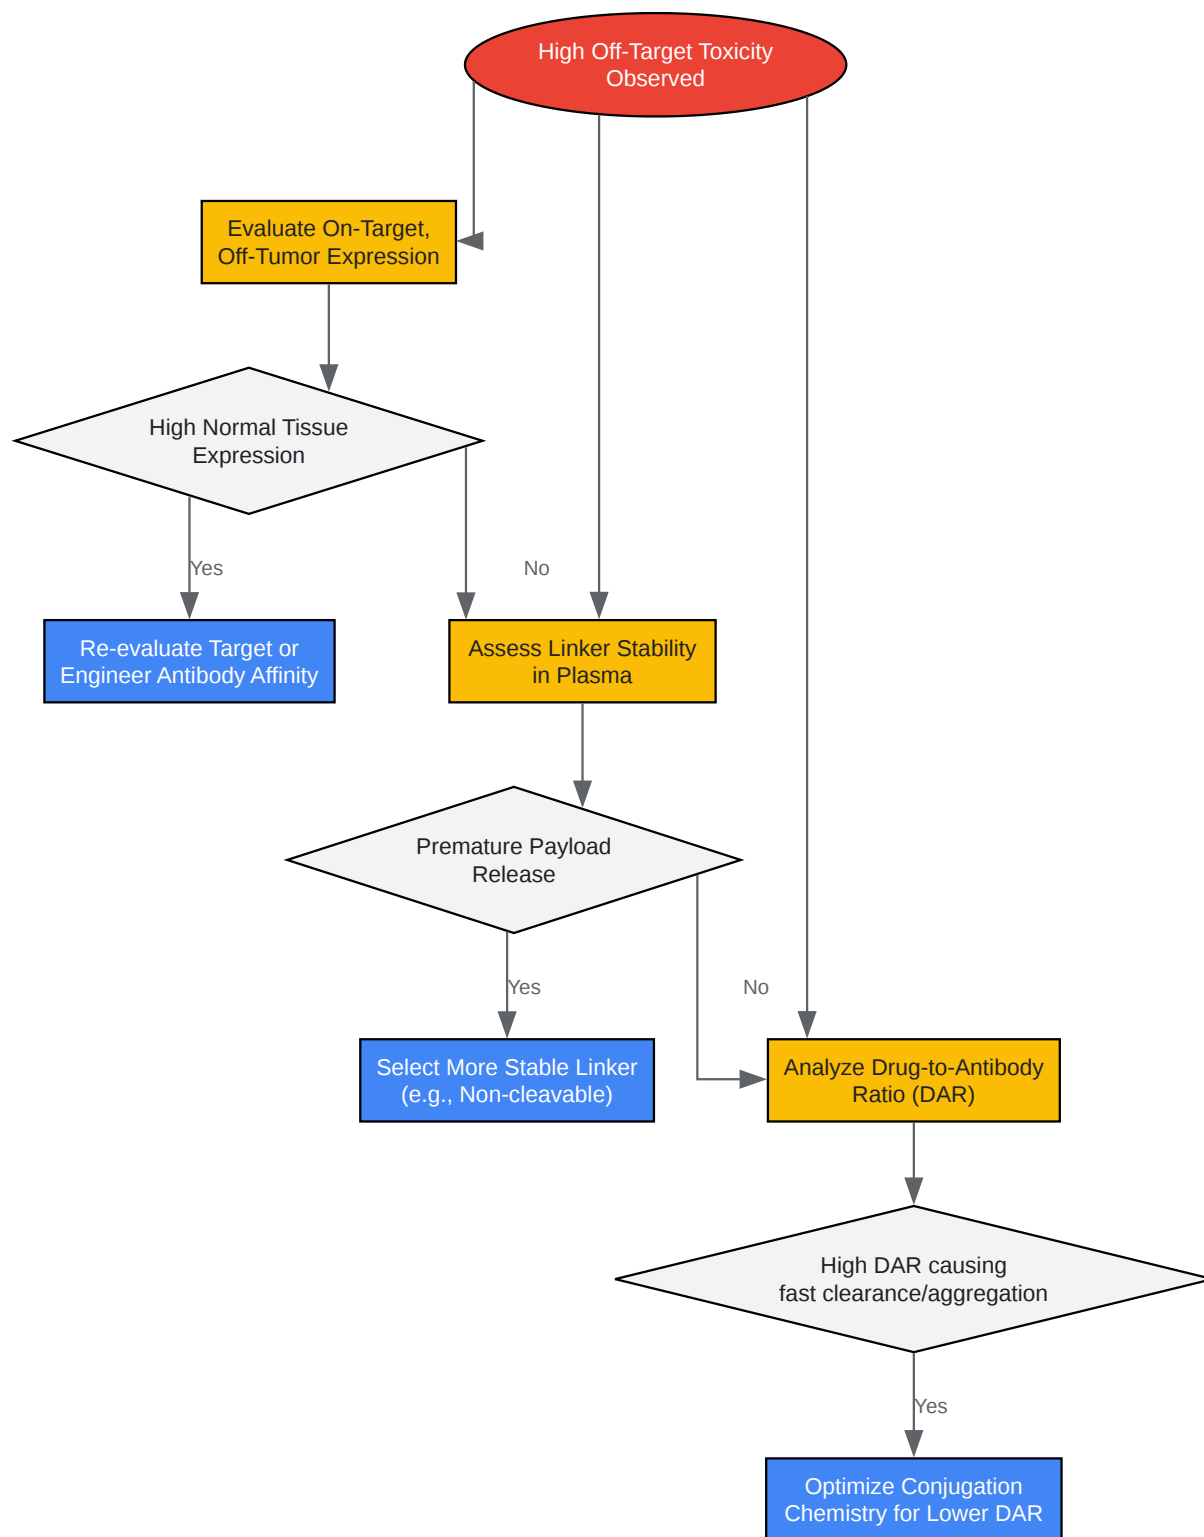 High Off-Target Toxicity
Observed
Evaluate On-Target,
Off-Tumor Expression
High Normal Tissue
Expression
Yes
No
Re-evaluate Target or
Engineer Antibody Affinity
Assess Linker Stability
in Plasma
Premature Payload
Release
Yes
No
Select More Stable Linker
(e.g., Non-cleavable)
Analyze Drug-to-Antibody
Ratio (DAR)
High DAR causing
fast clearance/aggregation
Yes
Optimize Conjugation
Chemistry for Lower DAR